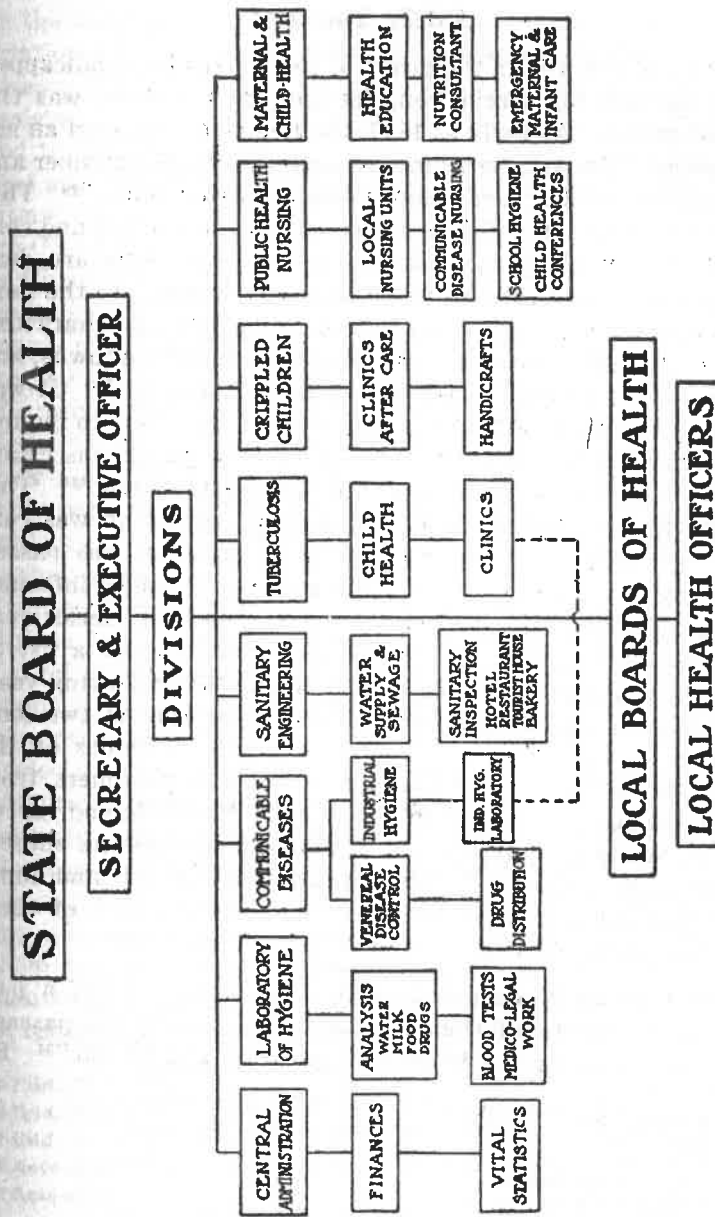 STATE BOARD OF HEALTH
SECRETARY & EXECUTIVE OFFICER
DIVISIONS
CENTRAL
ADMINISTRATION
FINANCES
VITAL
STATISTICS
LABORATORY
OF HYGIENE
ANALYSIS
WATER
MILK
FOOD
DRUGS
BLOOD TESTS
MEDICO-LEGAL
WORK
COMMUNICABLE
DISEASES
VENEREAL
DISEASE
CONTROL
DRUG
DISTRIBUTION
INDUSTRIAL
HYGIENE
IND. HYG.
LABORATORY
SANITARY
ENGINEERING
WATER
SUPPLY &
SEWAGE
SANITARY
INSPECTION
HOTEL
RESTAURANT
TOURIST HOUSE
BAKERY
TUBERCULOSIS
CHILD
HEALTH
CLINICS
CRIPPLED
CHILDREN
CLINICS
AFTER CARE
HANDICRAFTS
PUBLIC HEALTH
NURSING
LOCAL
NURSING UNITS
COMMUNICABLE
DISEASE NURSING
SCHOOL HYGIENE
CHILD HEALTH
CONFERENCES
MATERNAL &
CHILD-HEALTH
HEALTH
EDUCATION
NUTRITION
CONSULTANT
EMERGENCY
MATERNAL &
INFANT CARE
LOCAL BOARDS OF HEALTH
LOCAL HEALTH OFFICERS